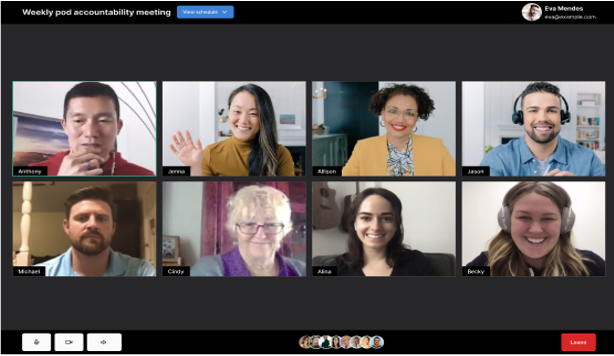 Weekly pod accountability meeting
View schedule
Eva Mendes
eva@example.com
Anthony
Jenna
Allison
Jason
Michael
Cindy
Alina
Becky
Leave